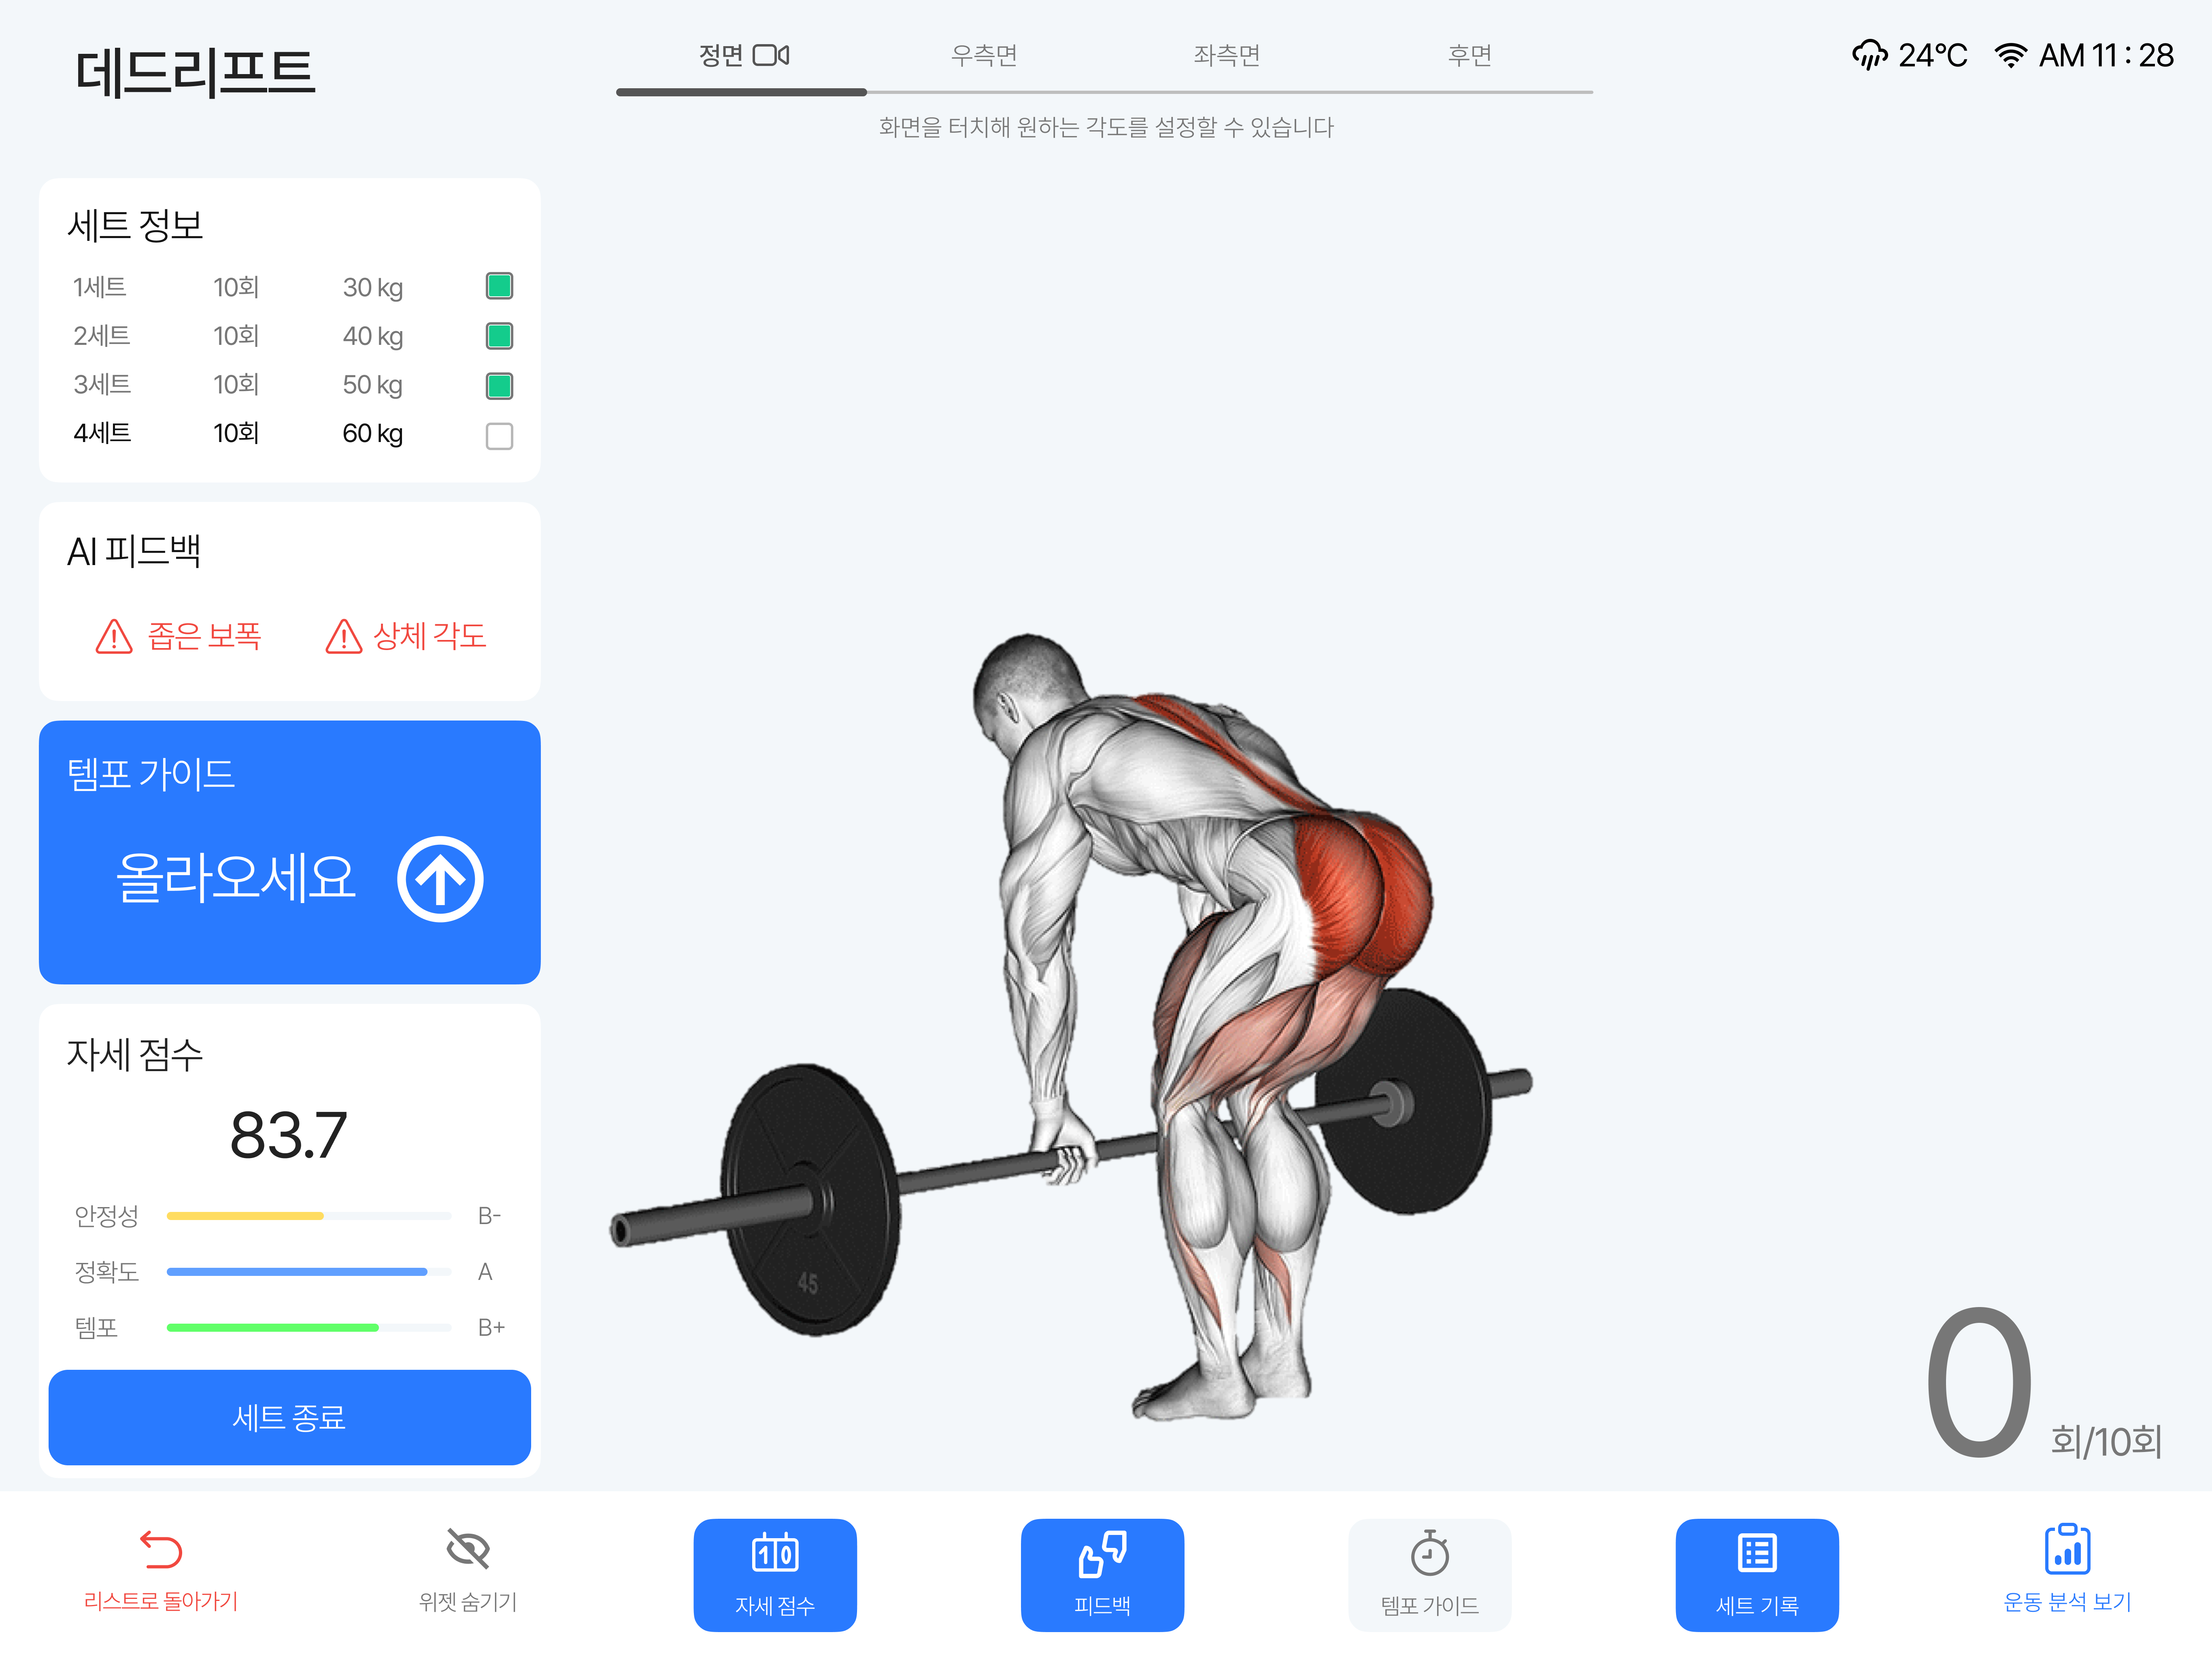 데드리프트
정면
우측면
좌측면
후면
24°C
AM 11 : 28
화면을 터치해 원하는 각도를 설정할 수 있습니다
세트 정보
1세트 10회 30 kg
2세트 10회 40 kg
3세트 10회 50 kg
4세트 10회 60 kg
AI 피드백
좁은 보폭
상체 각도
템포 가이드
올라오세요
자세 점수
83.7
안정성 B-
정확도 A
템포 B+
세트 종료
45
0 회/10회
리스트로 돌아가기
위젯 숨기기
10
자세 점수
피드백
템포 가이드
세트 기록
운동 분석 보기